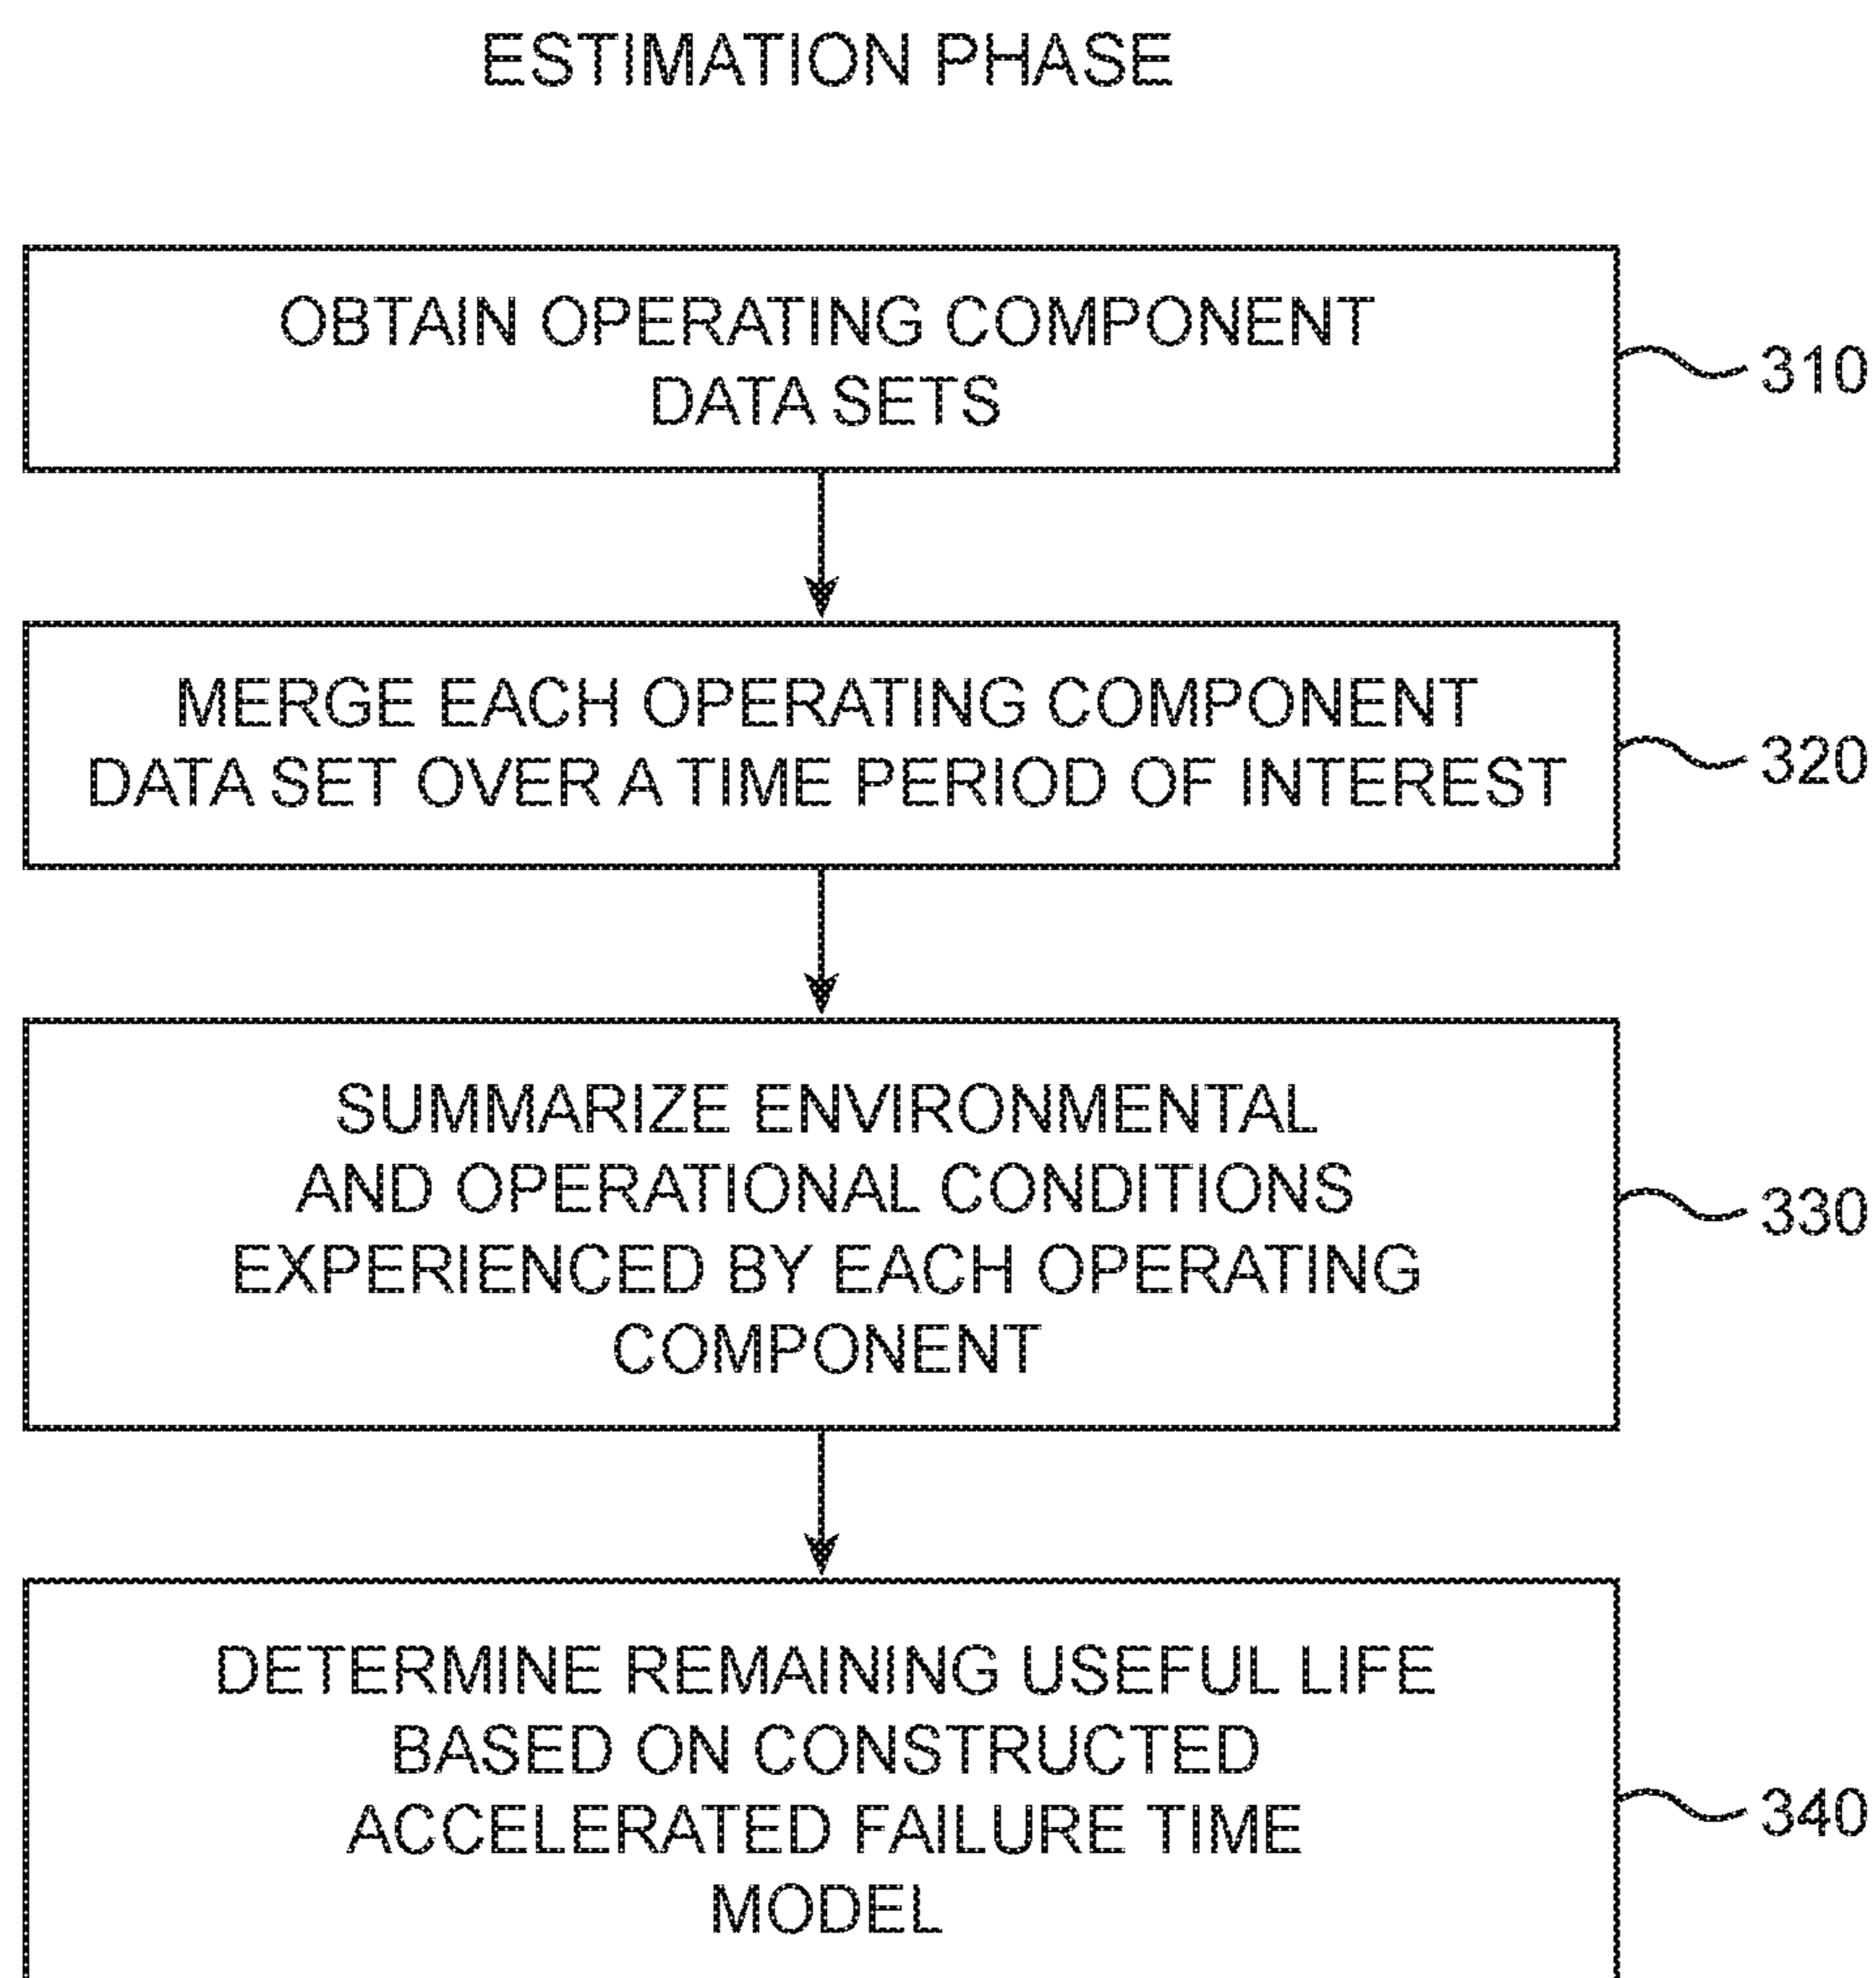 ESTIMATION PHASE
OBTAIN OPERATING COMPONENT
DATA SETS
310
MERGE EACH OPERATING COMPONENT
DATA SET OVER A TIME PERIOD OF INTEREST
320
SUMMARIZE ENVIRONMENTAL
AND OPERATIONAL CONDITIONS
EXPERIENCED BY EACH OPERATING
COMPONENT
330
DETERMINE REMAINING USEFUL LIFE
BASED ON CONSTRUCTED
ACCELERATED FAILURE TIME
MODEL
340